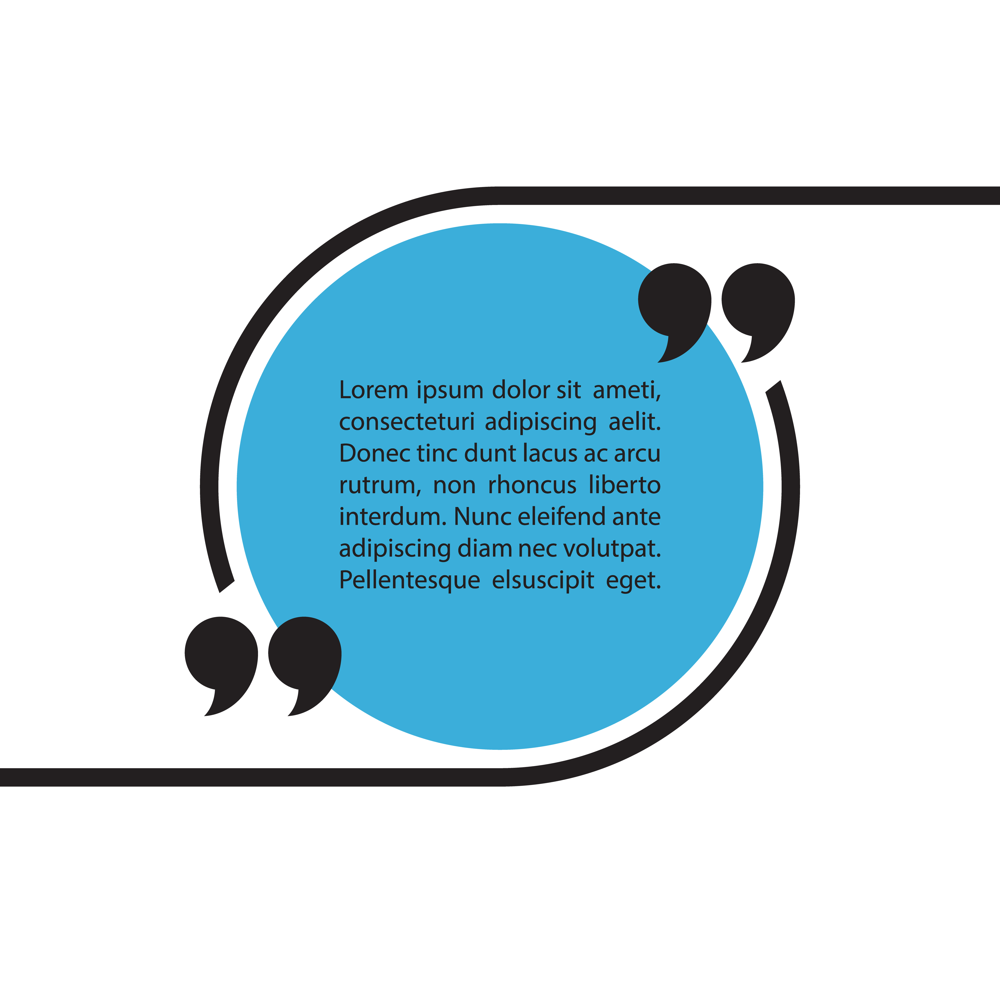 Lorem ipsum dolor sit ameti,
consecteturi adipiscing aelit.
Donec tinc dunt lacus ac arcu
rutrum, non rhoncus liberto
interdum. Nunc eleifend ante
adipiscing diam nec volutpat.
Pellentesque elsuscipit eget.